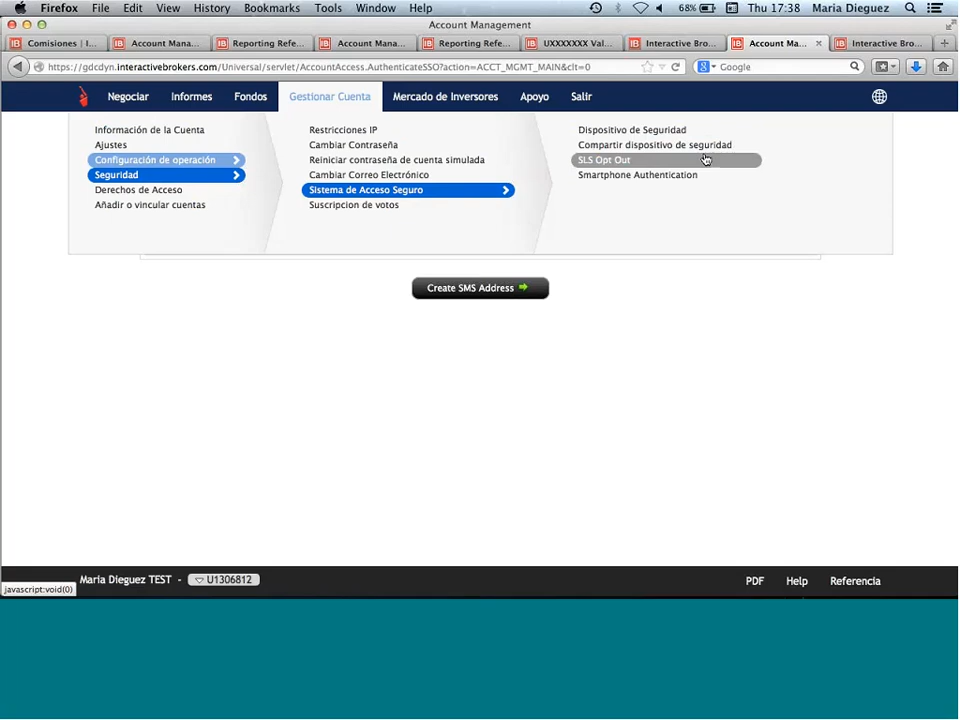 Firefox File Edit View History Bookmarks Tools Window Help 68% Thu 17:38 Maria Dieguez
Account Management
Comisiones | I... Account Mana... Reporting Refe... Account Mana... Reporting Refe... UXXXXXXX Val... Interactive Bro... Account Ma... Interactive Bro...
https://gdcdyn.interactivebrokers.com/Universal/servlet/AccountAccess.AuthenticateSSO?action=ACCT_MGMT_MAIN&clt=0 Google
Negociar Informes Fondos Gestionar Cuenta Mercado de Inversores Apoyo Salir
Información de la Cuenta Restricciones IP Dispositivo de Seguridad
Ajustes Cambiar Contraseña Compartir dispositivo de seguridad
Configuración de operación Reiniciar contraseña de cuenta simulada SLS Opt Out
Seguridad Cambiar Correo Electrónico Smartphone Authentication
Derechos de Acceso Sistema de Acceso Seguro
Añadir o vincular cuentas Suscripcion de votos
Create SMS Address
Maria Dieguez TEST - U1306812 PDF Help Referencia
javascript:void(0)